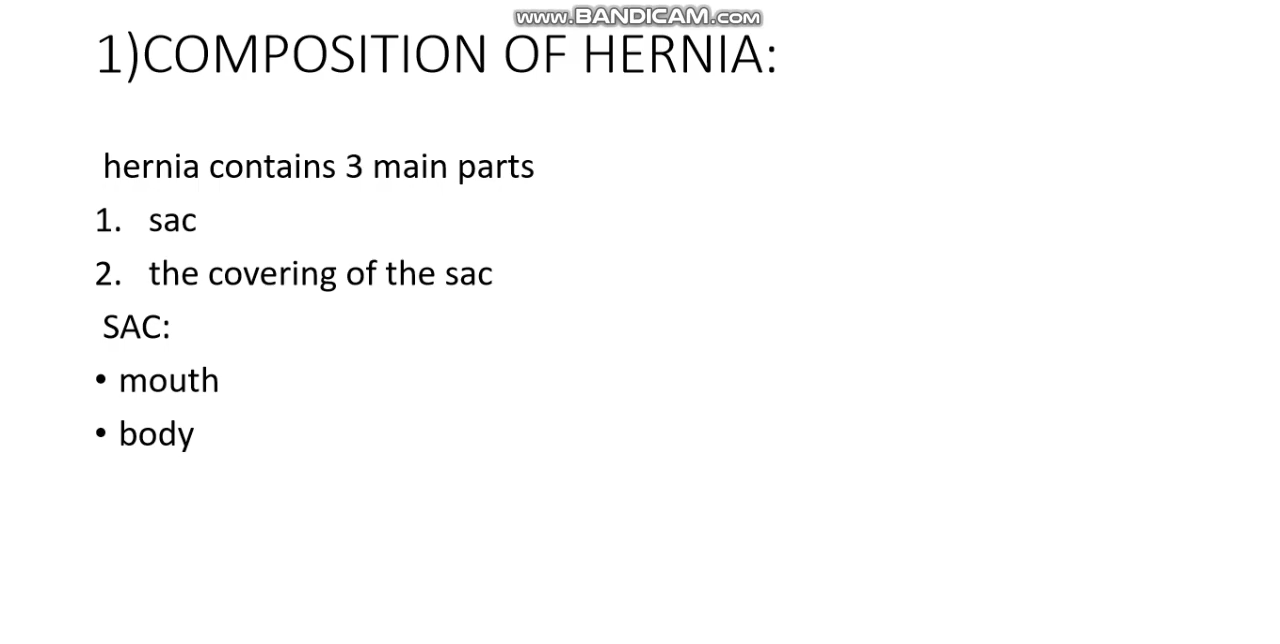 www.BANDICAM.com
1)COMPOSITION OF HERNIA:
hernia contains 3 main parts
1. sac
2. the covering of the sac
SAC:
• mouth
• body